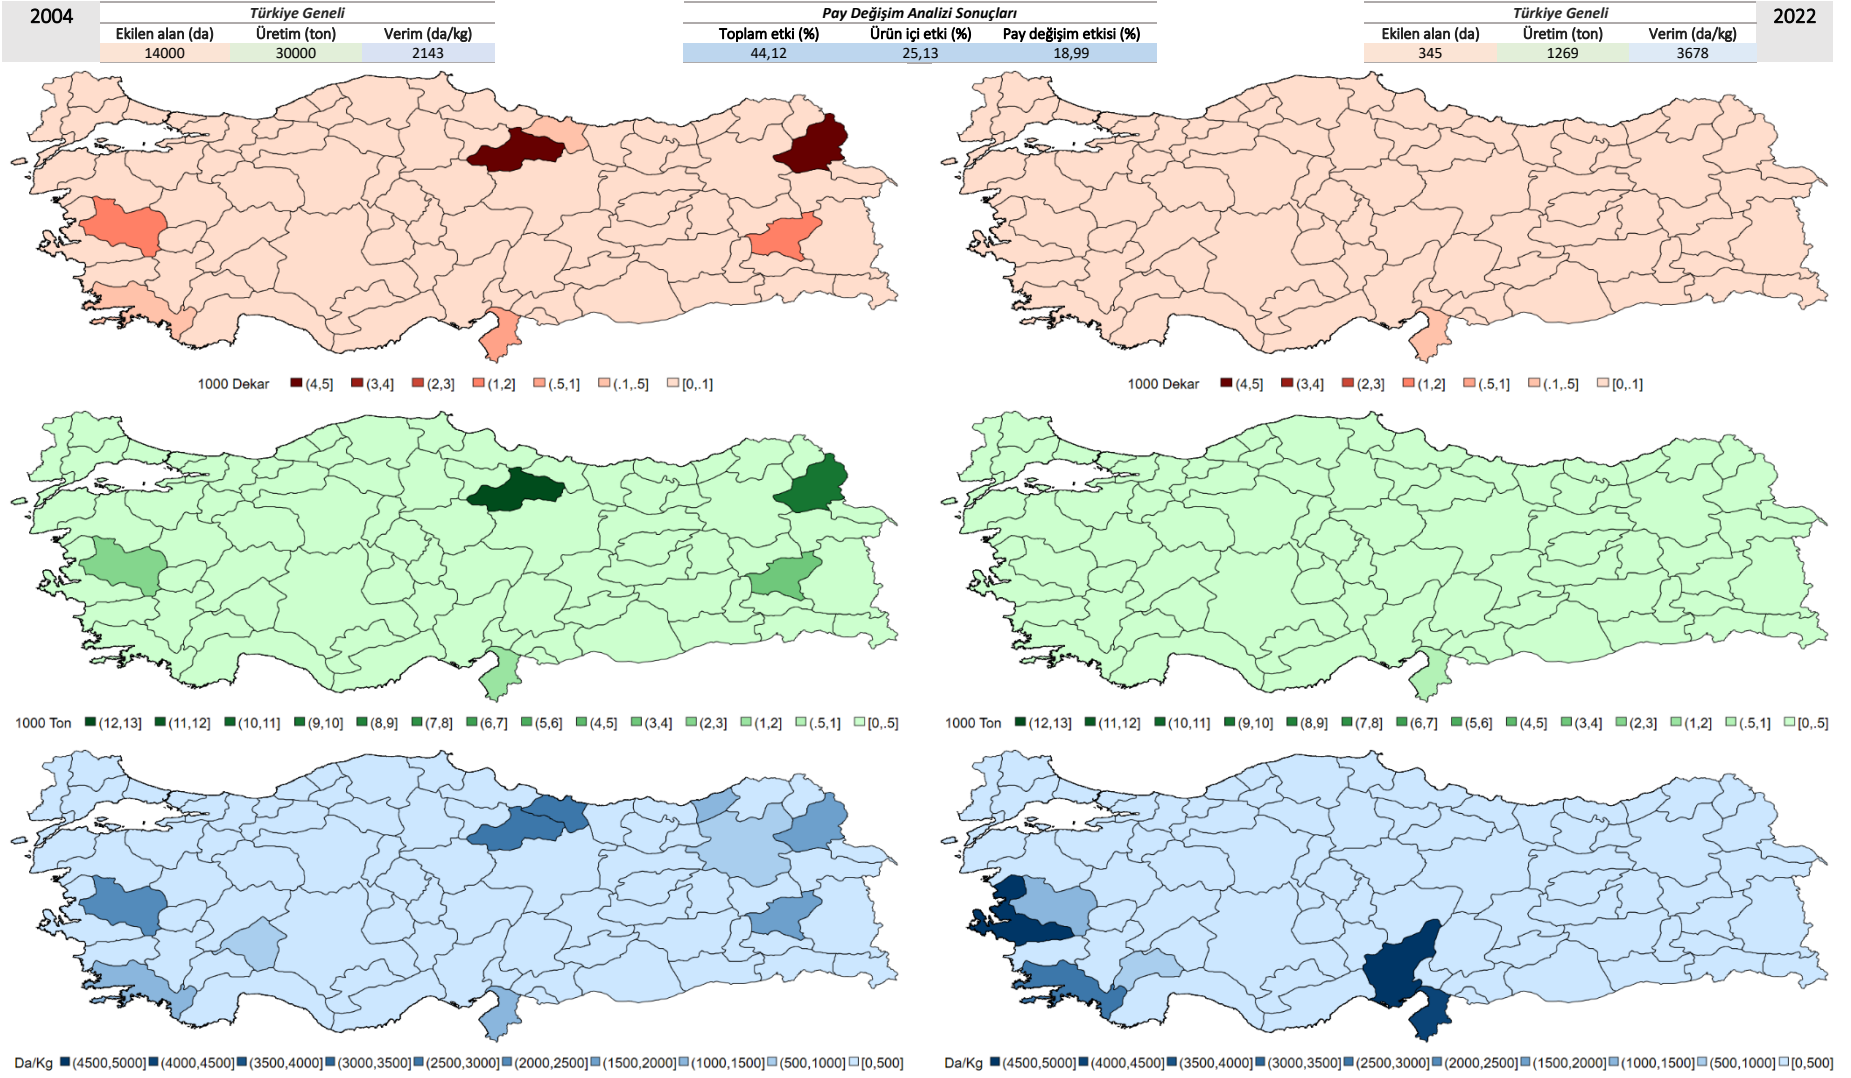 2004
Türkiye Geneli
Ekilen alan (da) Üretim (ton) Verim (da/kg)
14000 30000 2143
Pay Değişim Analizi Sonuçları
Toplam etki (%) Ürün içi etki (%) Pay değişim etkisi (%)
44,12 25,13 18,99
Türkiye Geneli
Ekilen alan (da) Üretim (ton) Verim (da/kg)
345 1269 3678
2022
1000 Dekar (4,5] (3,4] (2,3] (1,2] (.5,1] (.1,.5] [0,.1]
1000 Dekar (4,5] (3,4] (2,3] (1,2] (.5,1] (.1,.5] [0,.1]
1000 Ton (12,13] (11,12] (10,11] (9,10] (8,9] (7,8] (6,7] (5,6] (4,5] (3,4] (2,3] (1,2] (.5,1] [0,.5]
1000 Ton (12,13] (11,12] (10,11] (9,10] (8,9] (7,8] (6,7] (5,6] (4,5] (3,4] (2,3] (1,2] (.5,1] [0,.5]
Da/Kg (4500,5000] (4000,4500] (3500,4000] (3000,3500] (2500,3000] (2000,2500] (1500,2000] (1000,1500] (500,1000] [0,500]
Da/Kg (4500,5000] (4000,4500] (3500,4000] (3000,3500] (2500,3000] (2000,2500] (1500,2000] (1000,1500] (500,1000] [0,500]